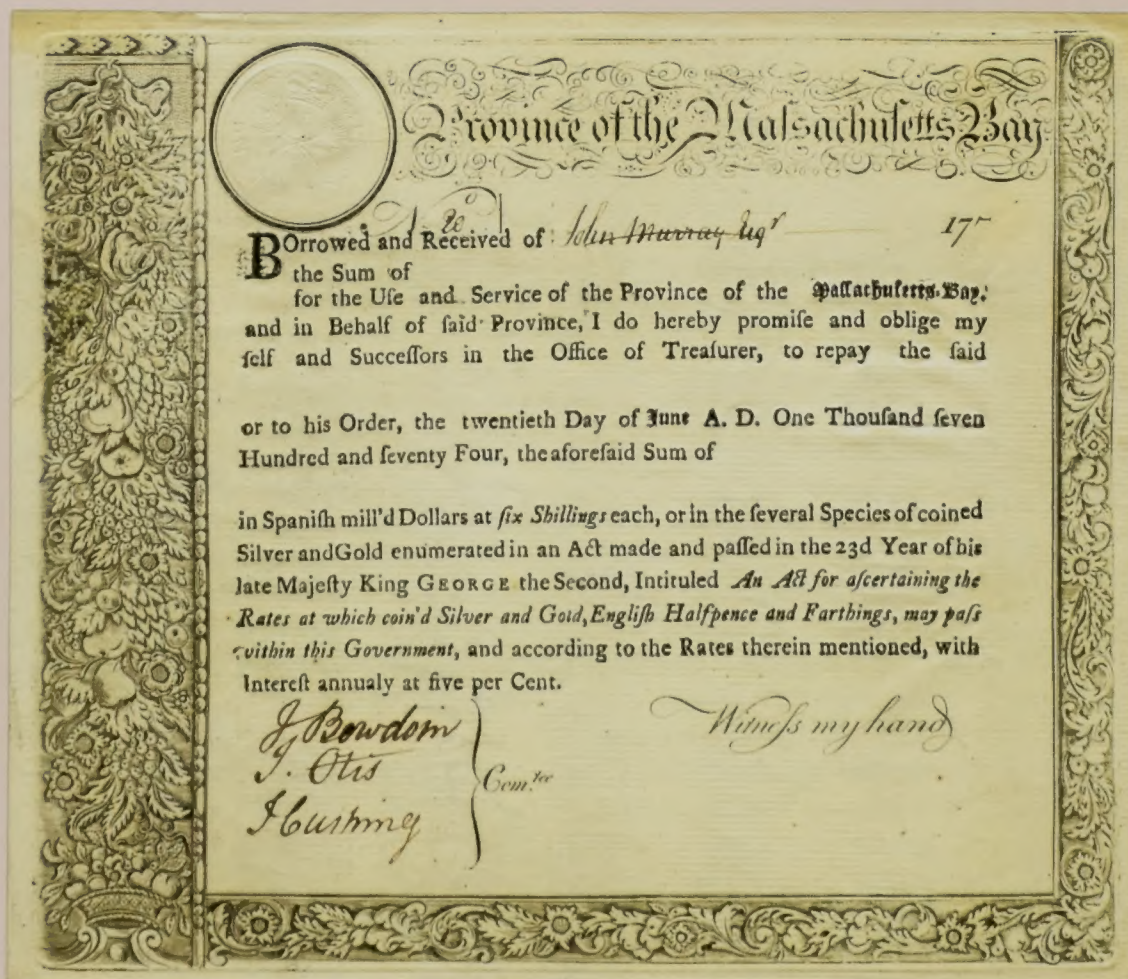 Province of the Maſsachuſetts Bay
No
BOrrowed and Received of John Murray Esqr 17
the Sum of
for the Uſe and Service of the Province of the Maſſachuſetts-Bay,
and in Behalf of ſaid Province, I do hereby promiſe and oblige my
ſelf and Succeſſors in the Office of Treaſurer, to repay the ſaid
or to his Order, the twentieth Day of June A. D. One Thouſand ſeven
Hundred and ſeventy Four, the aforeſaid Sum of
in Spaniſh mill'd Dollars at ſix Shillings each, or in the ſeveral Species of coined
Silver and Gold enumerated in an Act made and paſſed in the 23d Year of his
late Majeſty King GEORGE the Second, Intituled An Act for aſcertaining the
Rates at which coin'd Silver and Gold, Engliſh Halfpence and Farthings, may paſs
within this Government, and according to the Rates therein mentioned, with
Intereſt annualy at five per Cent.
Witneſs my hand
J Bowdoin
J. Otis
Com.tee
J Cushing